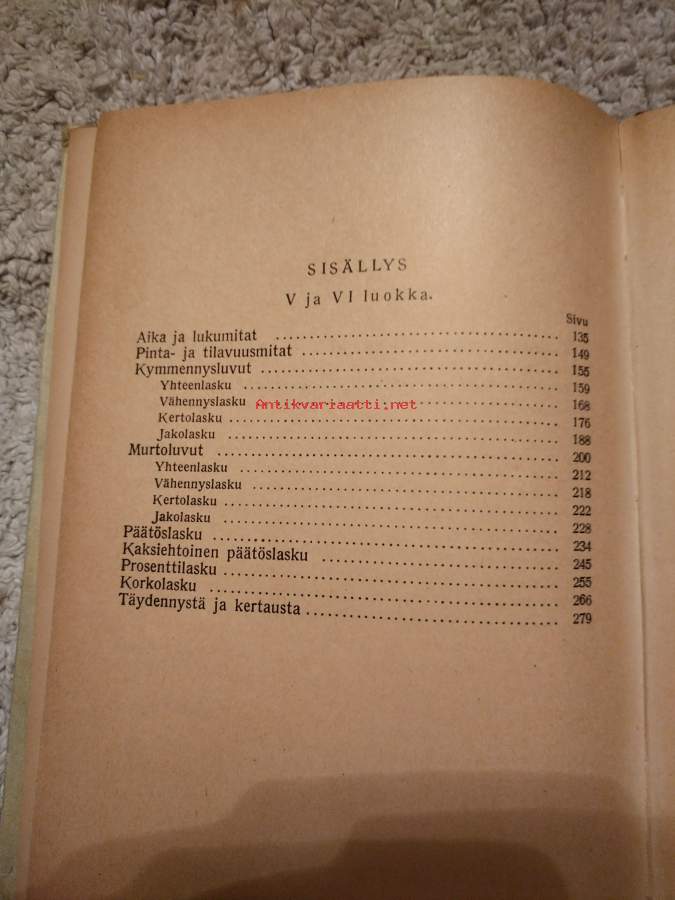 SISÄLLYS
V ja VI luokka.
Sivu
Aika ja lukumitat ........ 135
Pinta- ja tilavuusmitat ........ 149
Kymmennysluvut ........ 155
Yhteenlasku ........ 159
Vähennyslasku ........ 168
Antikvariaatti.net
Kertolasku ........ 176
Jakolasku ........ 188
Murtoluvut ........ 200
Yhteenlasku ........ 212
Vähennyslasku ........ 218
Kertolasku ........ 222
Jakolasku ........ 228
Päätöslasku ........ 234
Kaksiehtoinen päätöslasku ........ 245
Prosenttilasku ........ 255
Korkolasku ........ 266
Täydennystä ja kertausta ........ 279